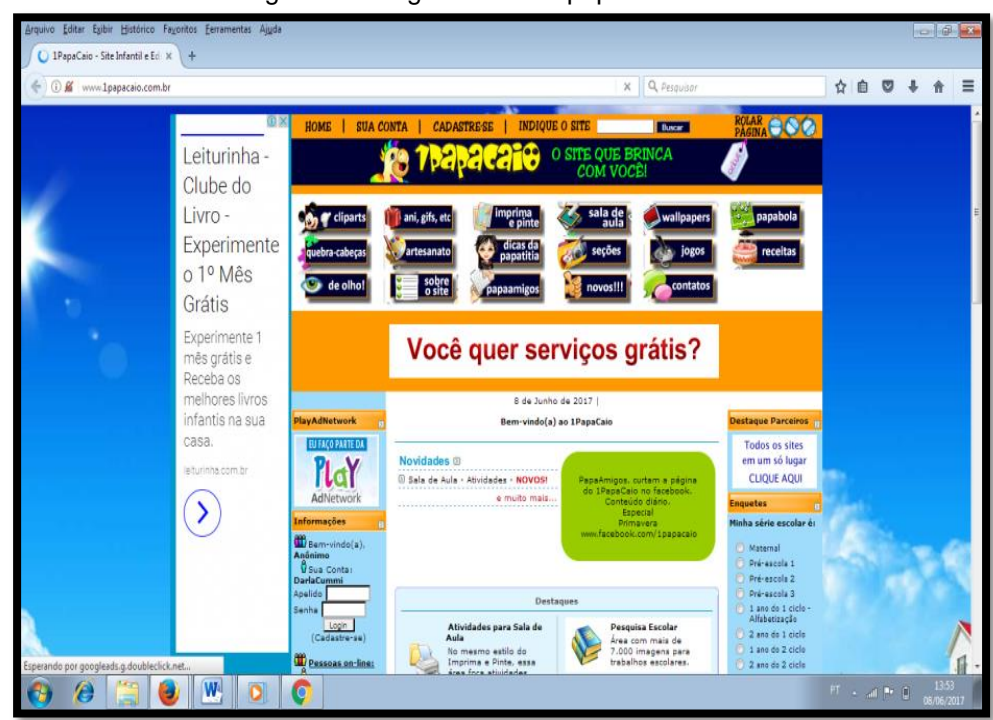 Arquivo Editar Exibir Histórico Favoritos Ferramentas Ajuda
1PapaCaio - Site Infantil e Ed
www.1papacaio.com.br
Pesquisar
Leiturinha -
Clube do
Livro -
Experimente
o 1º Mês
Grátis
Experimente 1
mês grátis e
Receba os
melhores livros
infantis na sua
casa.
leiturinha.com.br
HOME | SUA CONTA | CADASTRE-SE | INDIQUE O SITE
Buscar
ROLAR
PÁGINA
1PAPACAIO
O SITE QUE BRINCA
COM VOCÊ!
cliparts
ani, gifs, etc
imprima
e pinte
sala de
aula
wallpapers
papabola
quebra-cabeças
artesanato
dicas da
papatitia
seções
jogos
receitas
de olho!
sobre
o site
papaamigos
novos!!!
contatos
Você quer serviços grátis?
8 de Junho de 2017 |
Bem-vindo(a) ao 1PapaCaio
PlayAdNetwork
EU FAÇO PARTE DA
PLaY
AdNetwork
Informações
Bem-vindo(a),
Anônimo
Sua Conta:
DarlaCummi
Apelido
Senha
Login
(Cadastre-se)
Pessoas on-line:
Novidades
Sala de Aula - Atividades - NOVOS!
e muito mais...
PapaAmigos, curtam a página
do 1PapaCaio no facebook.
Conteúdo diário.
Especial
Primavera
www.facebook.com/1papacaio
Destaques
Atividades para Sala de
Aula
No mesmo estilo do
Imprima e Pinte, essa
área foca atividades
Pesquisa Escolar
Área com mais de
7.000 imagens para
trabalhos escolares.
Destaque Parceiros
Todos os sites
em um só lugar
CLIQUE AQUI
Enquetes
Minha série escolar é:
Maternal
Pré-escola 1
Pré-escola 2
Pré-escola 3
1 ano do 1 ciclo -
Alfabetização
2 ano do 1 ciclo
1 ano do 2 ciclo
2 ano do 2 ciclo
Esperando por googleads.g.doubleclick.net...
PT
13:53
08/06/2017